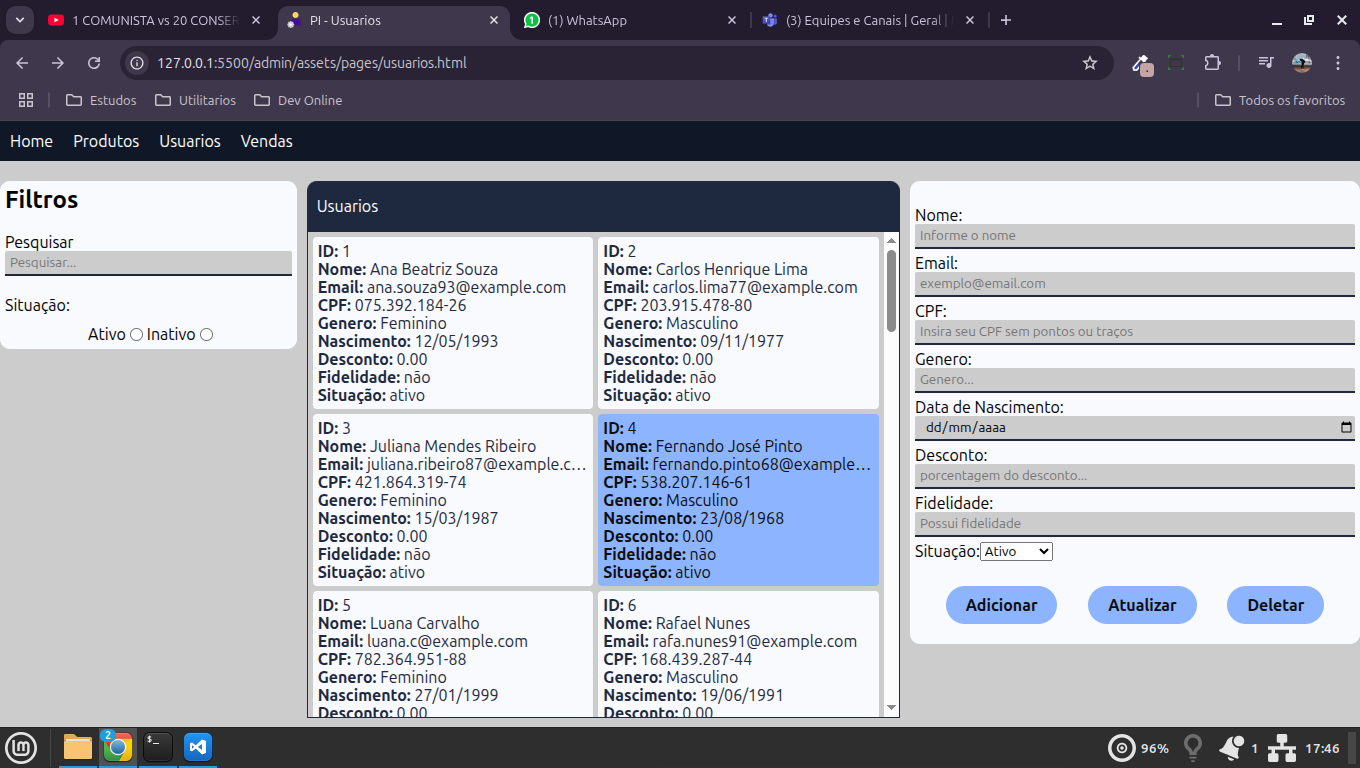 1 COMUNISTA vs 20 CONSER
PI - Usuarios
(1) WhatsApp
(3) Equipes e Canais | Geral |
127.0.0.1:5500/admin/assets/pages/usuarios.html
Estudos
Utilitarios
Dev Online
Todos os favoritos
Home
Produtos
Usuarios
Vendas
Filtros
Pesquisar
Pesquisar...
Situação:
Ativo Inativo
Usuarios
ID: 1
Nome: Ana Beatriz Souza
Email: ana.souza93@example.com
CPF: 075.392.184-26
Genero: Feminino
Nascimento: 12/05/1993
Desconto: 0.00
Fidelidade: não
Situação: ativo
ID: 2
Nome: Carlos Henrique Lima
Email: carlos.lima77@example.com
CPF: 203.915.478-80
Genero: Masculino
Nascimento: 09/11/1977
Desconto: 0.00
Fidelidade: não
Situação: ativo
ID: 3
Nome: Juliana Mendes Ribeiro
Email: juliana.ribeiro87@example.c...
CPF: 421.864.319-74
Genero: Feminino
Nascimento: 15/03/1987
Desconto: 0.00
Fidelidade: não
Situação: ativo
ID: 4
Nome: Fernando José Pinto
Email: fernando.pinto68@example...
CPF: 538.207.146-61
Genero: Masculino
Nascimento: 23/08/1968
Desconto: 0.00
Fidelidade: não
Situação: ativo
ID: 5
Nome: Luana Carvalho
Email: luana.c@example.com
CPF: 782.364.951-88
Genero: Feminino
Nascimento: 27/01/1999
Desconto: 0.00
ID: 6
Nome: Rafael Nunes
Email: rafa.nunes91@example.com
CPF: 168.439.287-44
Genero: Masculino
Nascimento: 19/06/1991
Desconto: 0.00
Nome:
Informe o nome
Email:
exemplo@email.com
CPF:
Insira seu CPF sem pontos ou traços
Genero:
Genero...
Data de Nascimento:
dd/mm/aaaa
Desconto:
porcentagem do desconto...
Fidelidade:
Possui fidelidade
Situação: Ativo
Adicionar
Atualizar
Deletar
2
$_
96%
1
17:46